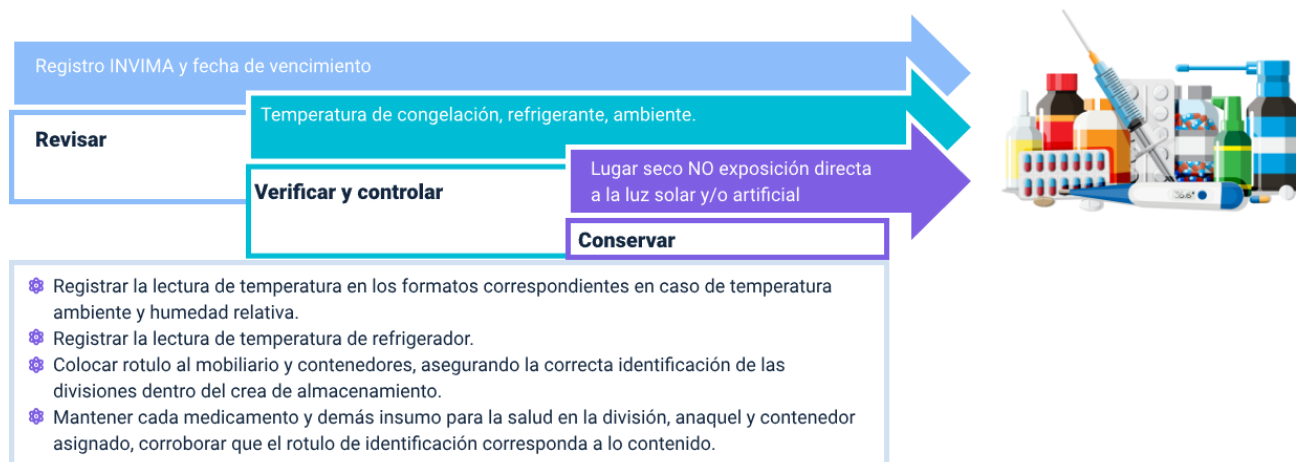 Registro INVIMA y fecha de vencimiento
Revisar
Temperatura de congelación, refrigerante, ambiente.
Verificar y controlar
Lugar seco NO exposición directa
a la luz solar y/o artificial
Conservar
Registrar la lectura de temperatura en los formatos correspondientes en caso de temperatura
ambiente y humedad relativa.
Registrar la lectura de temperatura de refrigerador.
Colocar rotulo al mobiliario y contenedores, asegurando la correcta identificación de las
divisiones dentro del crea de almacenamiento.
Mantener cada medicamento y demás insumo para la salud en la división, anaquel y contenedor
asignado, corroborar que el rotulo de identificación corresponda a lo contenido.
36.6°